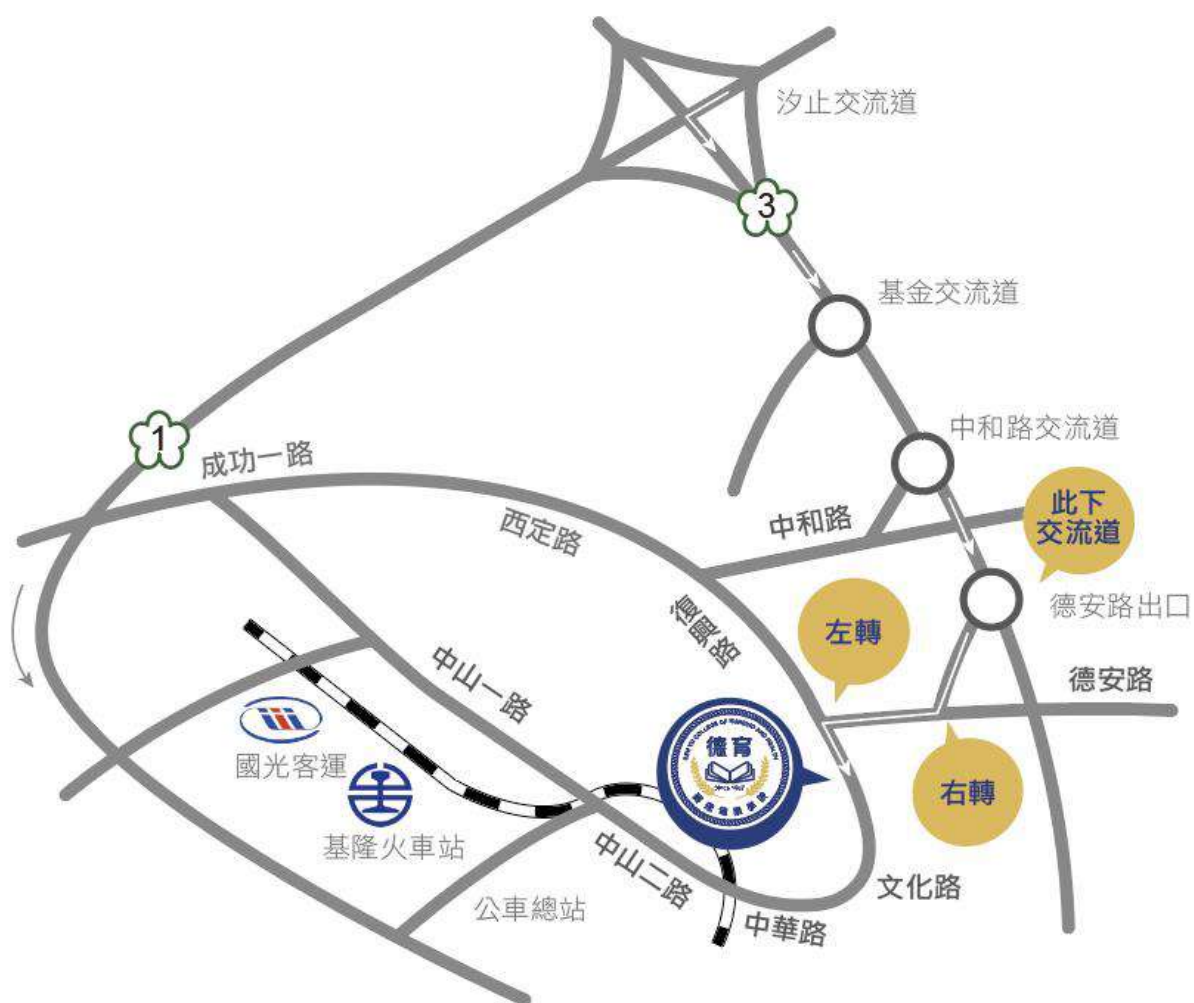 汐止交流道
3
基金交流道
1
成功一路
中和路交流道
西定路
中和路
此下
交流道
德安路出口
復興路
左轉
中山一路
德安路
國光客運
德育
右轉
基隆火車站
中山二路
文化路
公車總站
中華路